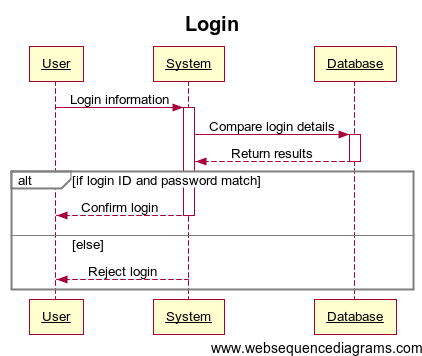 Login
User System Database
Login information
Compare login details
Return results
alt [if login ID and password match]
Confirm login
[else]
Reject login
User System Database
www.websequencediagrams.com